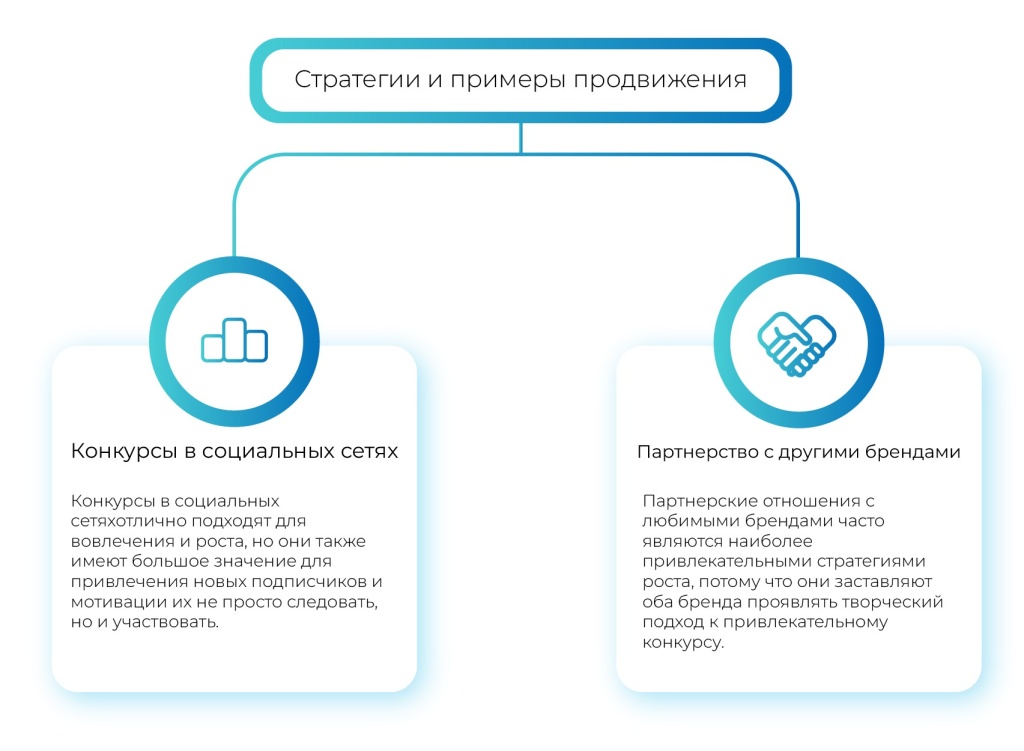 Стратегии и примеры продвижения
Конкурсы в социальных сетях
Конкурсы в социальных
сетяхотлично подходят для
вовлечения и роста, но они также
имеют большое значение для
привлечения новых подписчиков и
мотивации их не просто следовать,
но и участвовать.
Партнерство с другими брендами
Партнерские отношения с
любимыми брендами часто
являются наиболее
привлекательными стратегиями
роста, потому что они заставляют
оба бренда проявлять творческий
подход к привлекательному
конкурсу.